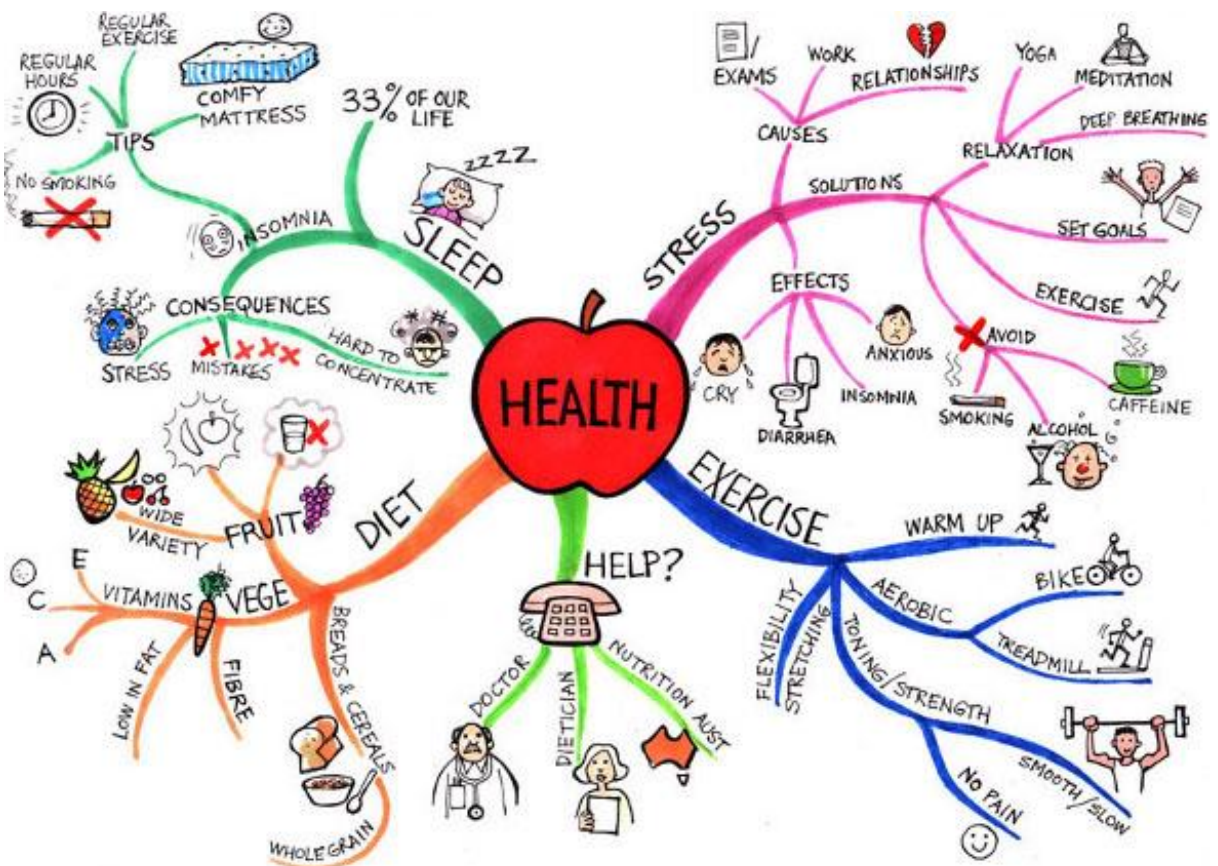 HEALTH
SLEEP
33% OF OUR
LIFE
ZZZZ
INSOMNIA
TIPS
REGULAR
HOURS
REGULAR
EXERCISE
COMFY
MATTRESS
NO SMOKING
CONSEQUENCES
STRESS
MISTAKES
HARD TO
CONCENTRATE
STRESS
CAUSES
EXAMS
WORK
RELATIONSHIPS
SOLUTIONS
RELAXATION
YOGA
MEDITATION
DEEP BREATHING
SET GOALS
EXERCISE
AVOID
SMOKING
ALCOHOL
CAFFEINE
EFFECTS
CRY
DIARRHEA
INSOMNIA
ANXIOUS
DIET
FRUIT
WIDE
VARIETY
VEGE
VITAMINS
E
C
A
LOW IN FAT
FIBRE
BREADS & CEREALS
WHOLEGRAIN
HELP?
DOCTOR
DIETICIAN
NUTRITION AUST
EXERCISE
WARM UP
AEROBIC
BIKE
TREADMILL
TONING/STRENGTH
SMOOTH/SLOW
NO PAIN
FLEXIBILITY
STRETCHING